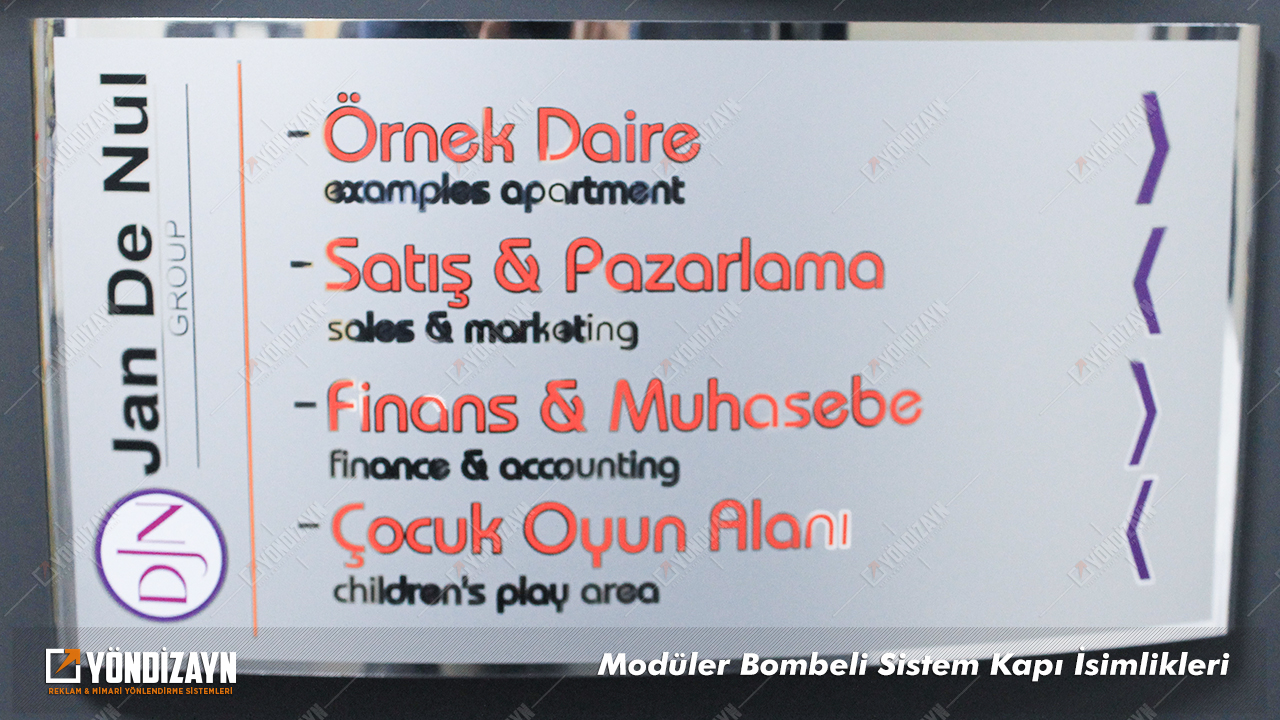 Jan De Nul
GROUP
DJN
- Örnek Daire
examples apartment
- Satış & Pazarlama
sales & marketing
- Finans & Muhasebe
finance & accounting
- Çocuk Oyun Alanı
children's play area
YÖNDİZAYN
REKLAM & MİMARİ YÖNLENDİRME SİSTEMLERİ
Modüler Bombeli Sistem Kapı İsimlikleri